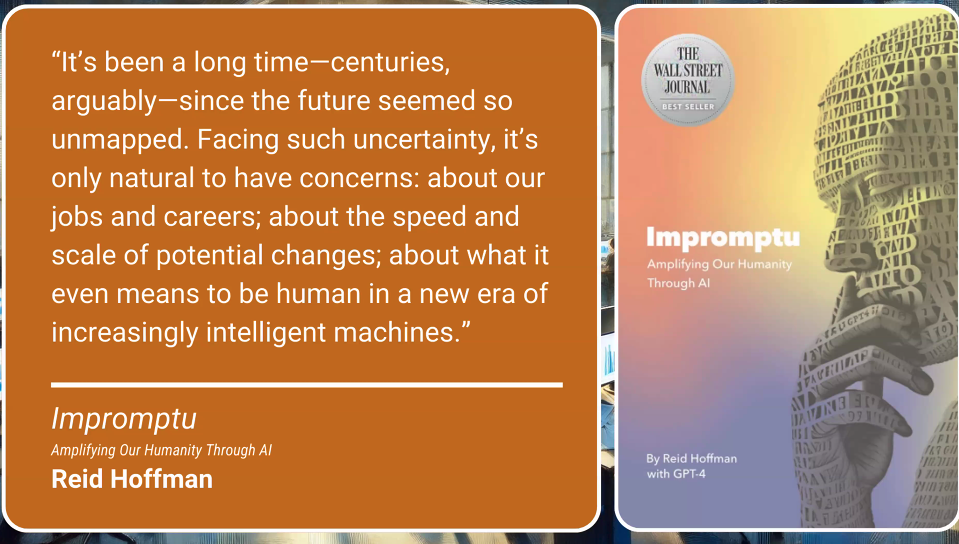 “It’s been a long time—centuries,
arguably—since the future seemed so
unmapped. Facing such uncertainty, it’s
only natural to have concerns: about our
jobs and careers; about the speed and
scale of potential changes; about what it
even means to be human in a new era of
increasingly intelligent machines.”
Impromptu
Amplifying Our Humanity Through AI
Reid Hoffman
THE
WALL STREET
JOURNAL
BEST SELLER
Impromptu
Amplifying Our Humanity
Through AI
By Reid Hoffman
with GPT-4